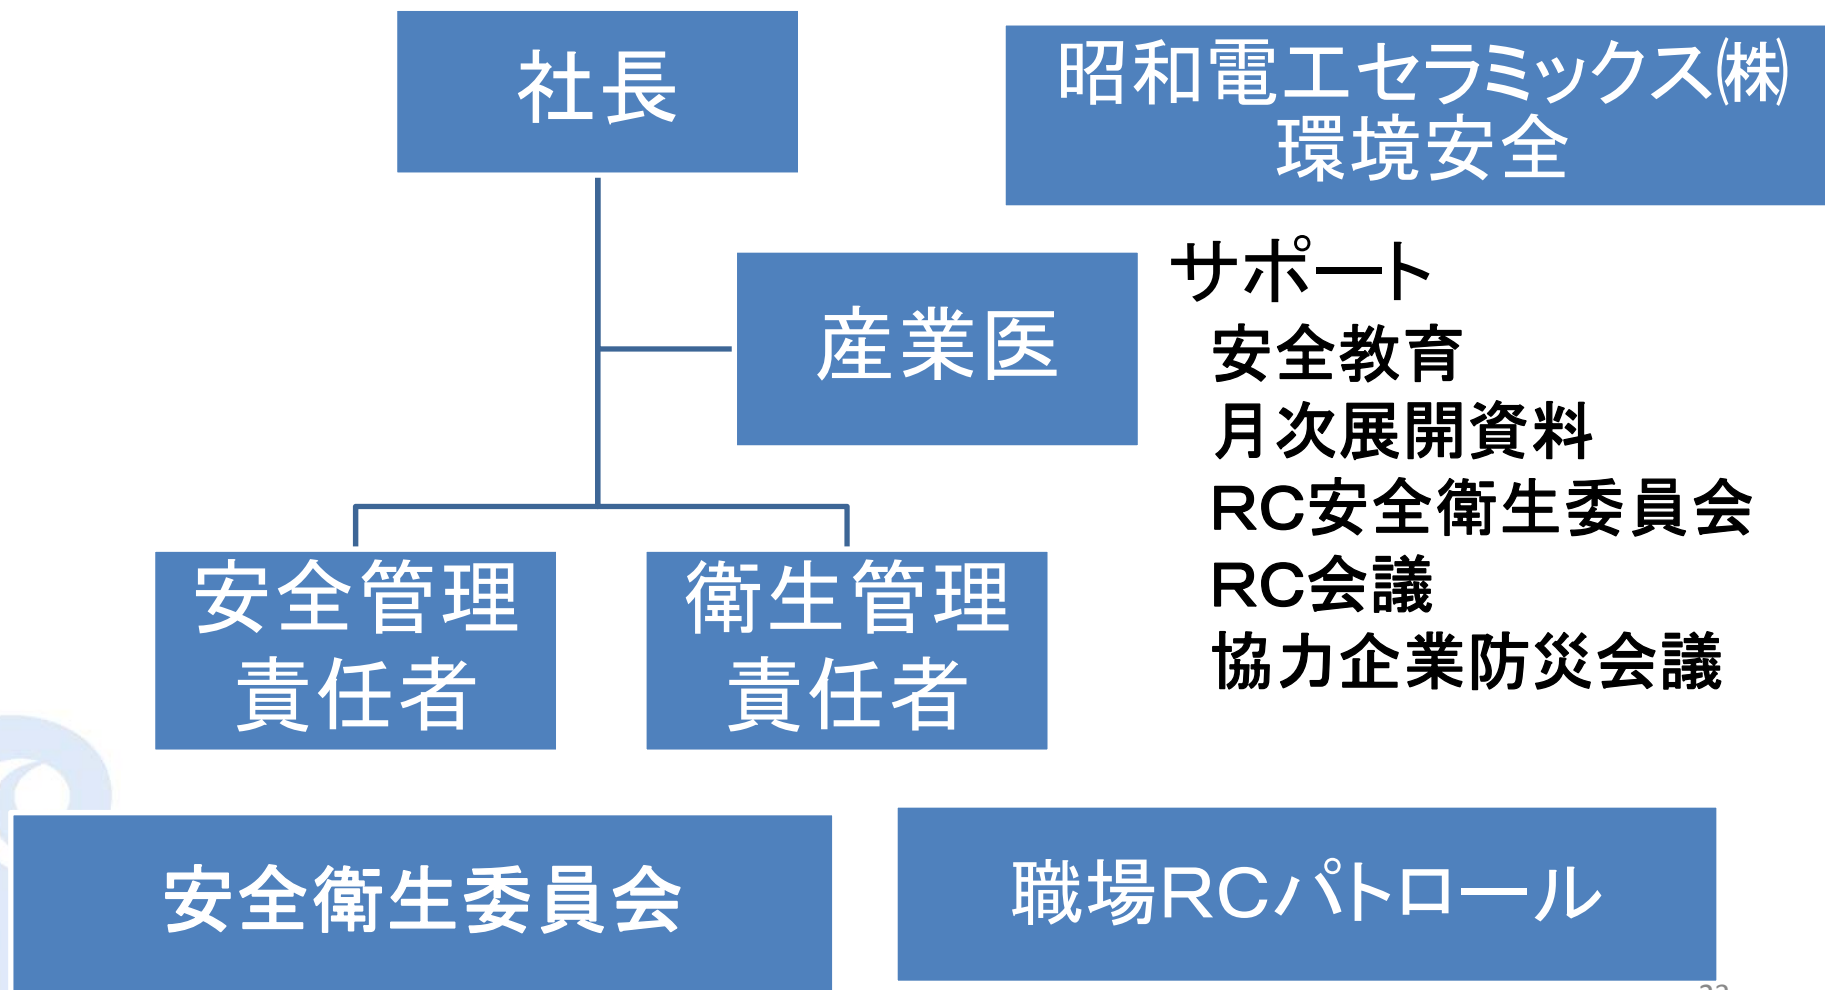 社長
昭和電工セラミックス㈱
環境安全
産業医
サポート
安全教育
月次展開資料
RC安全衛生委員会
RC会議
協力企業防災会議
安全管理
責任者
衛生管理
責任者
安全衛生委員会
職場RCパトロール